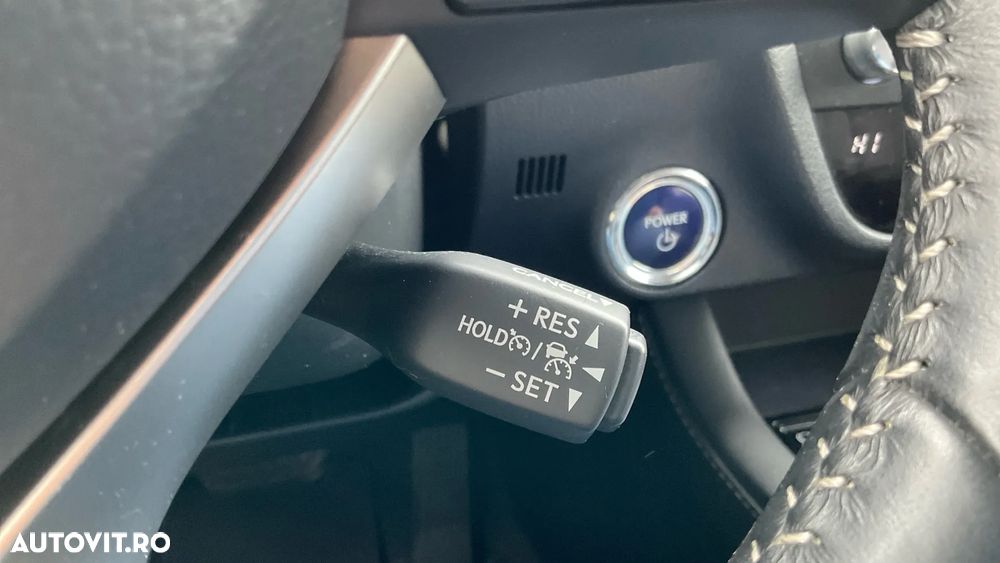 HI
POWER
CANCEL
+ RES
HOLD /
- SET
AUTOVIT.RO